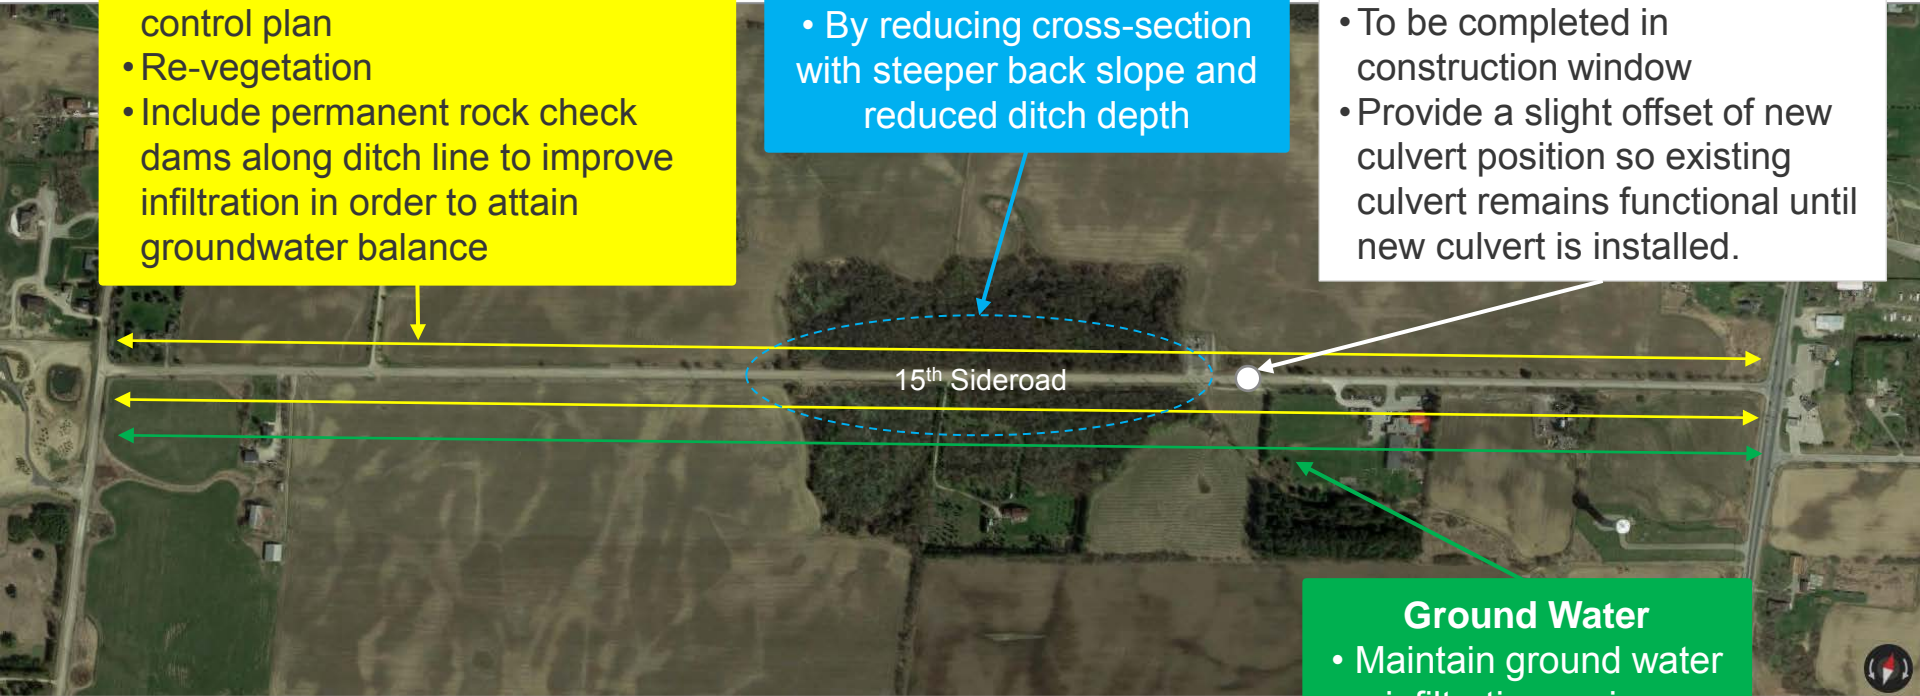 control plan
• Re-vegetation
• Include permanent rock check
dams along ditch line to improve
infiltration in order to attain
groundwater balance
• By reducing cross-section
with steeper back slope and
reduced ditch depth
• To be completed in
construction window
• Provide a slight offset of new
culvert position so existing
culvert remains functional until
new culvert is installed.
15th Sideroad
Ground Water
• Maintain ground water